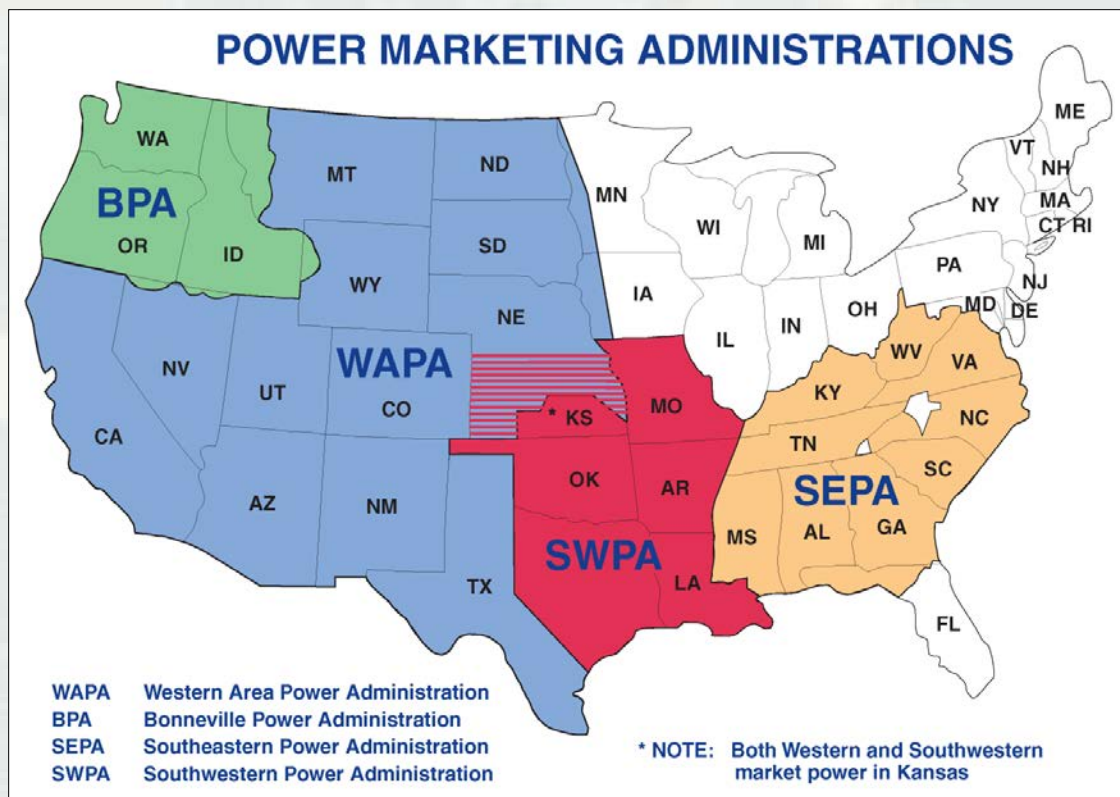 POWER MARKETING ADMINISTRATIONS
WA
BPA
OR
ID
MT
ND
SD
WY
NE
MN
WI
MI
IA
IL
IN
OH
PA
NY
VT
ME
NH
MA
CT RI
NJ
MD
DE
WAPA
NV
UT
CO
CA
AZ
NM
TX
* KS
MO
OK
AR
SWPA
LA
KY
WV
VA
TN
NC
SC
SEPA
MS
AL
GA
FL
WAPA Western Area Power Administration
BPA Bonneville Power Administration
SEPA Southeastern Power Administration
SWPA Southwestern Power Administration
* NOTE: Both Western and Southwestern
market power in Kansas